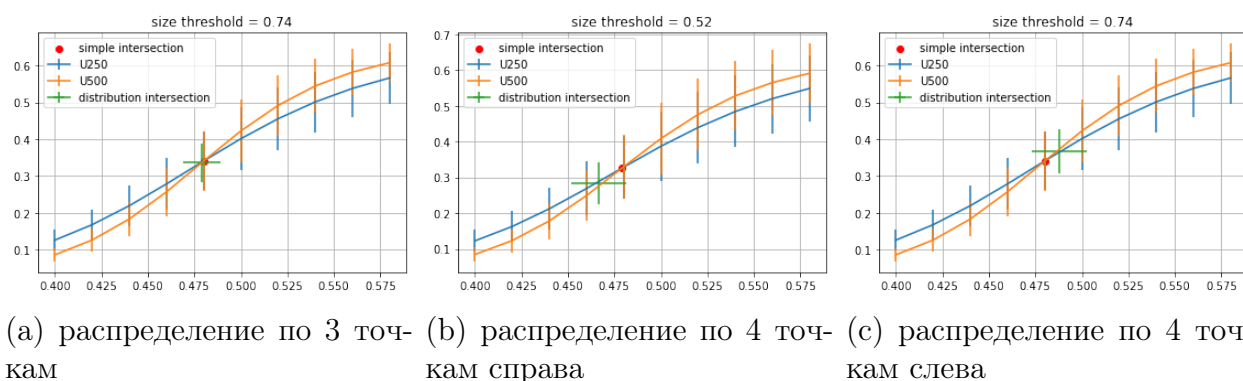 size threshold = 0.74
simple intersection
U250
U500
distribution intersection
0.6
0.5
0.4
0.3
0.2
0.1
0.400 0.425 0.450 0.475 0.500 0.525 0.550 0.575
(a) распределение по 3 точ-
кам
size threshold = 0.52
simple intersection
U250
U500
distribution intersection
0.7
0.6
0.5
0.4
0.3
0.2
0.1
0.400 0.425 0.450 0.475 0.500 0.525 0.550 0.575
(b) распределение по 4 точ-
кам справа
size threshold = 0.74
simple intersection
U250
U500
distribution intersection
0.6
0.5
0.4
0.3
0.2
0.1
0.400 0.425 0.450 0.475 0.500 0.525 0.550 0.575
(c) распределение по 4 точ
кам слева